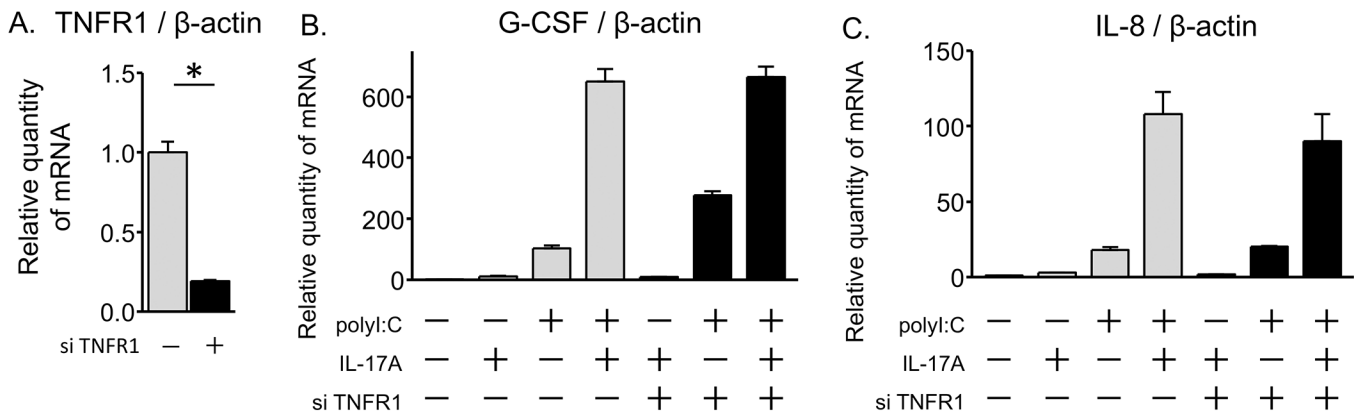 A. TNFR1 / β-actin
Relative quantity
of mRNA
1.5
1.0
0.5
0.0
*
si TNFR1 — +
B. G-CSF / β-actin
Relative quantity of mRNA
600
400
200
0
polyI:C — — + + — + +
IL-17A — + — + + — +
si TNFR1 — — — — + + +
C. IL-8 / β-actin
Relative quantity of mRNA
150
100
50
0
polyI:C — — + + — + +
IL-17A — + — + + — +
si TNFR1 — — — — + + +